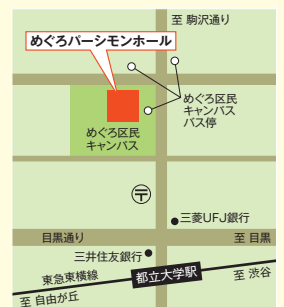 至 駒沢通り
めぐろパーシモンホール
めぐろ区民
キャンパス
バス停
めぐろ区民
キャンパス
〒
三菱UFJ銀行
目黒通り
至 目黒
三井住友銀行
東急東横線
都立大学駅
至 渋谷
至 自由が丘